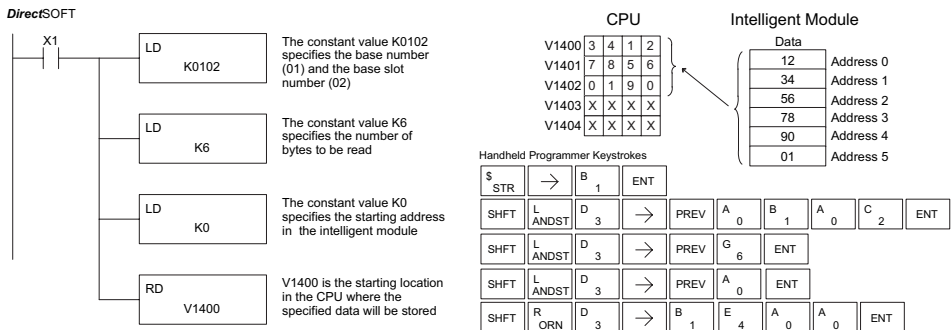 DirectSOFT
X1
LD
K0102
The constant value K0102
specifies the base number
(01) and the base slot
number (02)
LD
K6
The constant value K6
specifies the number of
bytes to be read
LD
K0
The constant value K0
specifies the starting address
in the intelligent module
RD
V1400
V1400 is the starting location
in the CPU where the
specified data will be stored
CPU
V1400 3 4 1 2
V1401 7 8 5 6
V1402 0 1 9 0
V1403 X X X X
V1404 X X X X
Intelligent Module
Data
12 Address 0
34 Address 1
56 Address 2
78 Address 3
90 Address 4
01 Address 5
Handheld Programmer Keystrokes
$ STR → B 1 ENT
SHFT L ANDST D 3 → PREV A 0 B 1 A 0 C 2 ENT
SHFT L ANDST D 3 → PREV G 6 ENT
SHFT L ANDST D 3 → PREV A 0 ENT
SHFT R ORN D 3 → B 1 E 4 A 0 A 0 ENT